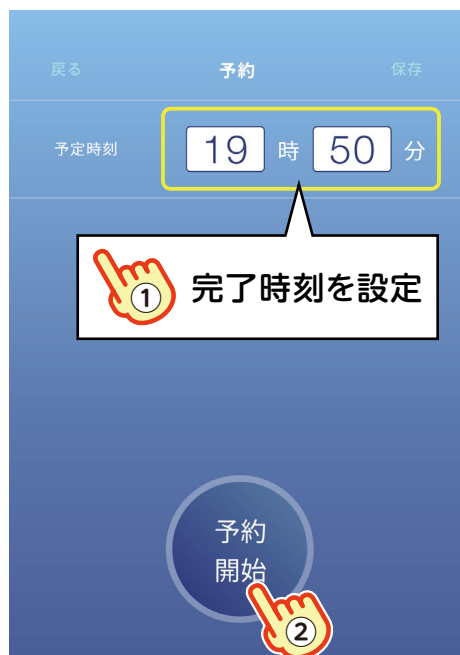 戻る 予約 保存
予定時刻 19 時 50 分
① 完了時刻を設定
予約
開始
②